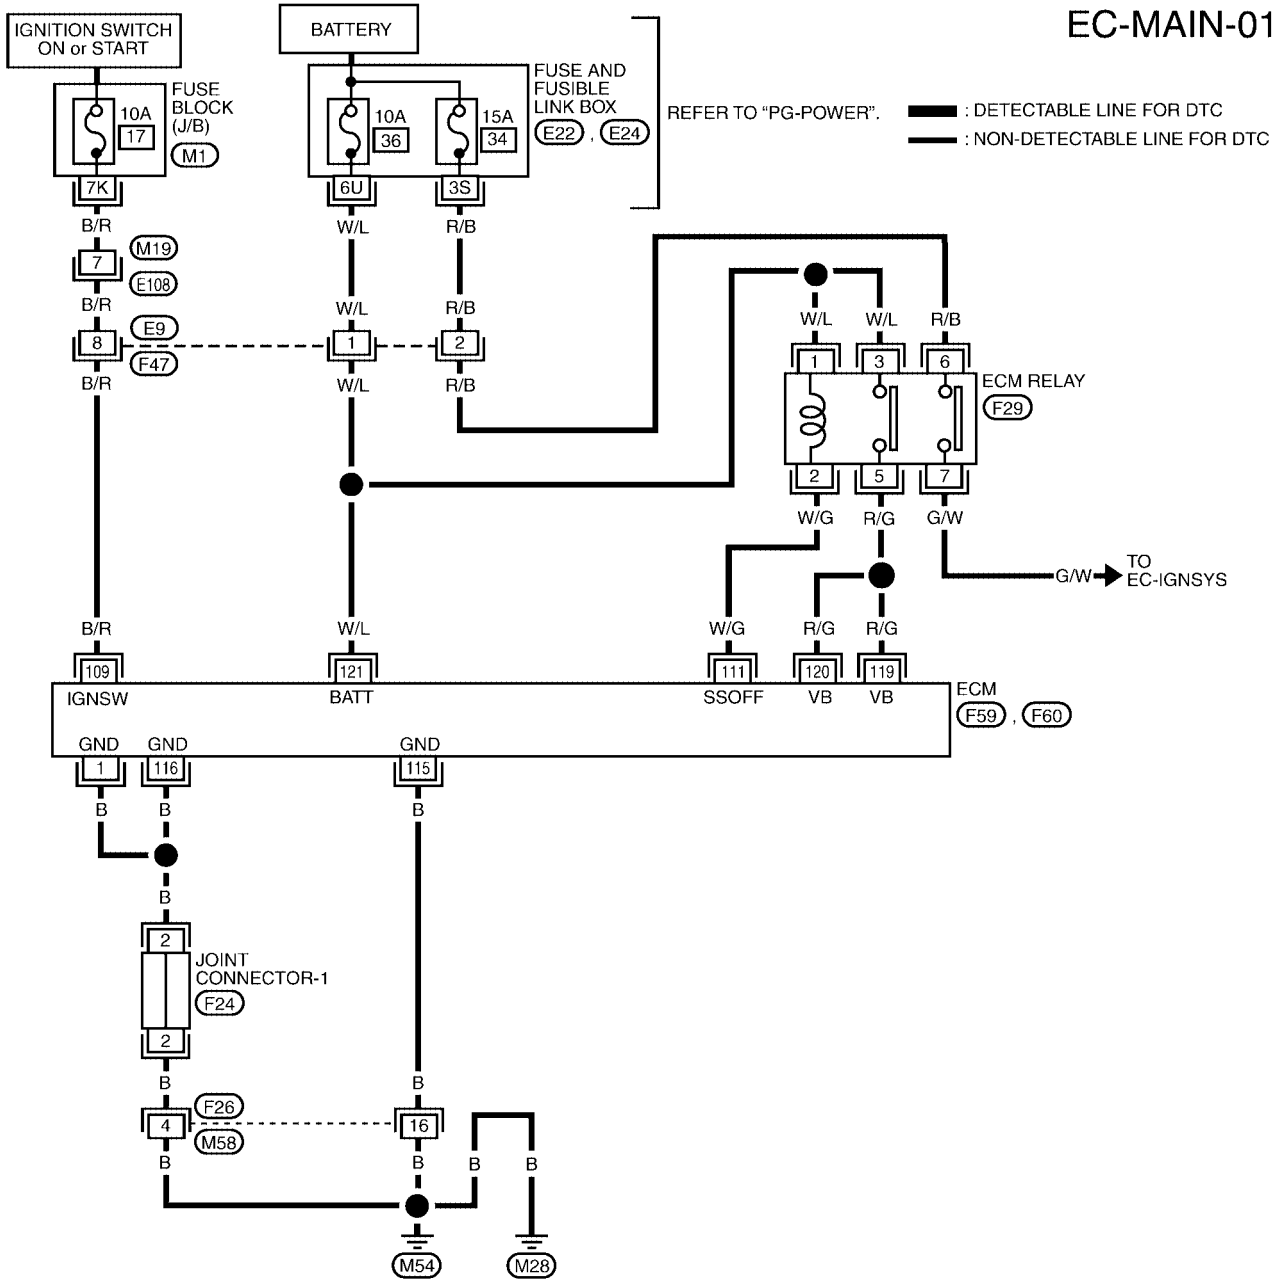 EC-MAIN-01
IGNITION SWITCH
ON or START
BATTERY
FUSE
BLOCK
(J/B)
M1
10A
17
10A
36
15A
34
FUSE AND
FUSIBLE
LINK BOX
E22 , E24
REFER TO "PG-POWER".
: DETECTABLE LINE FOR DTC
: NON-DETECTABLE LINE FOR DTC
7K
6U
3S
B/R
W/L
R/B
7
M19
E108
B/R
W/L
R/B
8
E9
F47
1
2
B/R
W/L
R/B
W/L
W/L
R/B
1
3
6
ECM RELAY
F29
2
5
7
W/G
R/G
G/W
G/W
TO
EC-IGNSYS
B/R
W/L
W/G
R/G
R/G
109
121
111
120
119
IGNSW
BATT
SSOFF
VB
VB
ECM
F59 , F60
GND
GND
GND
1
116
115
B
B
B
B
2
JOINT
CONNECTOR-1
F24
2
B
B
4
F26
M58
16
B
B
B
B
M54
M28